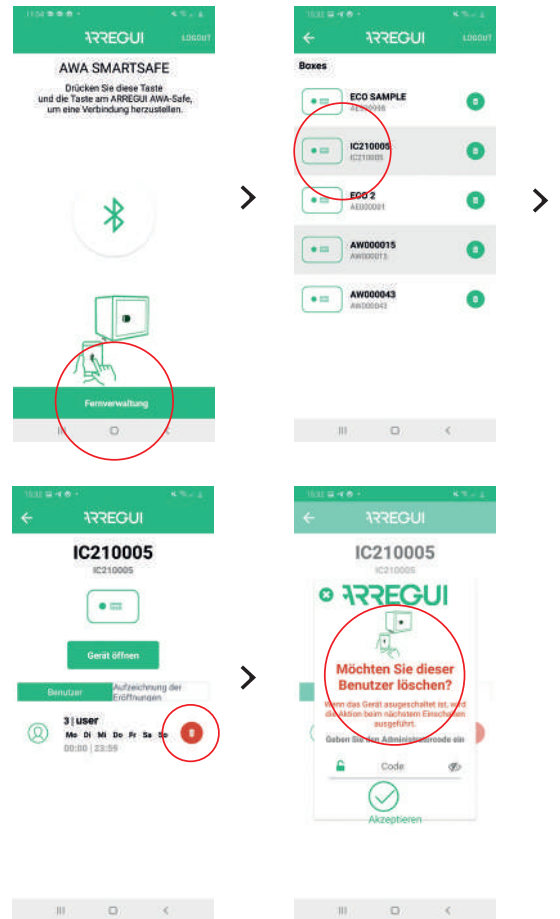 ARREGUI
LOGOUT
AWA SMARTSAFE
Drücken Sie diese Taste
und die Taste am ARREGUI AWA-Safe,
um eine Verbindung herzustellen.
Fernverwaltung
ARREGUI
LOGOUT
Boxes
ECO SAMPLE
IC210005
IC210005
ECO 2
AE000001
AW000015
AW000015
AW000043
AW000043
ARREGUI
IC210005
IC210005
Gerät öffnen
Benutzer
Aufzeichnung der
Eröffnungen
3 | user
Mo Di Mi Do Fr Sa So
00:00 | 23:59
ARREGUI
IC210005
IC210005
ARREGUI
Möchten Sie dieser
Benutzer löschen?
Wenn das Gerät asugeschaltet ist, wird
die Aktion beim nächstem Einschalten
ausgeführt.
Geben Sie den Administratorcode ein
Code
Akzeptieren